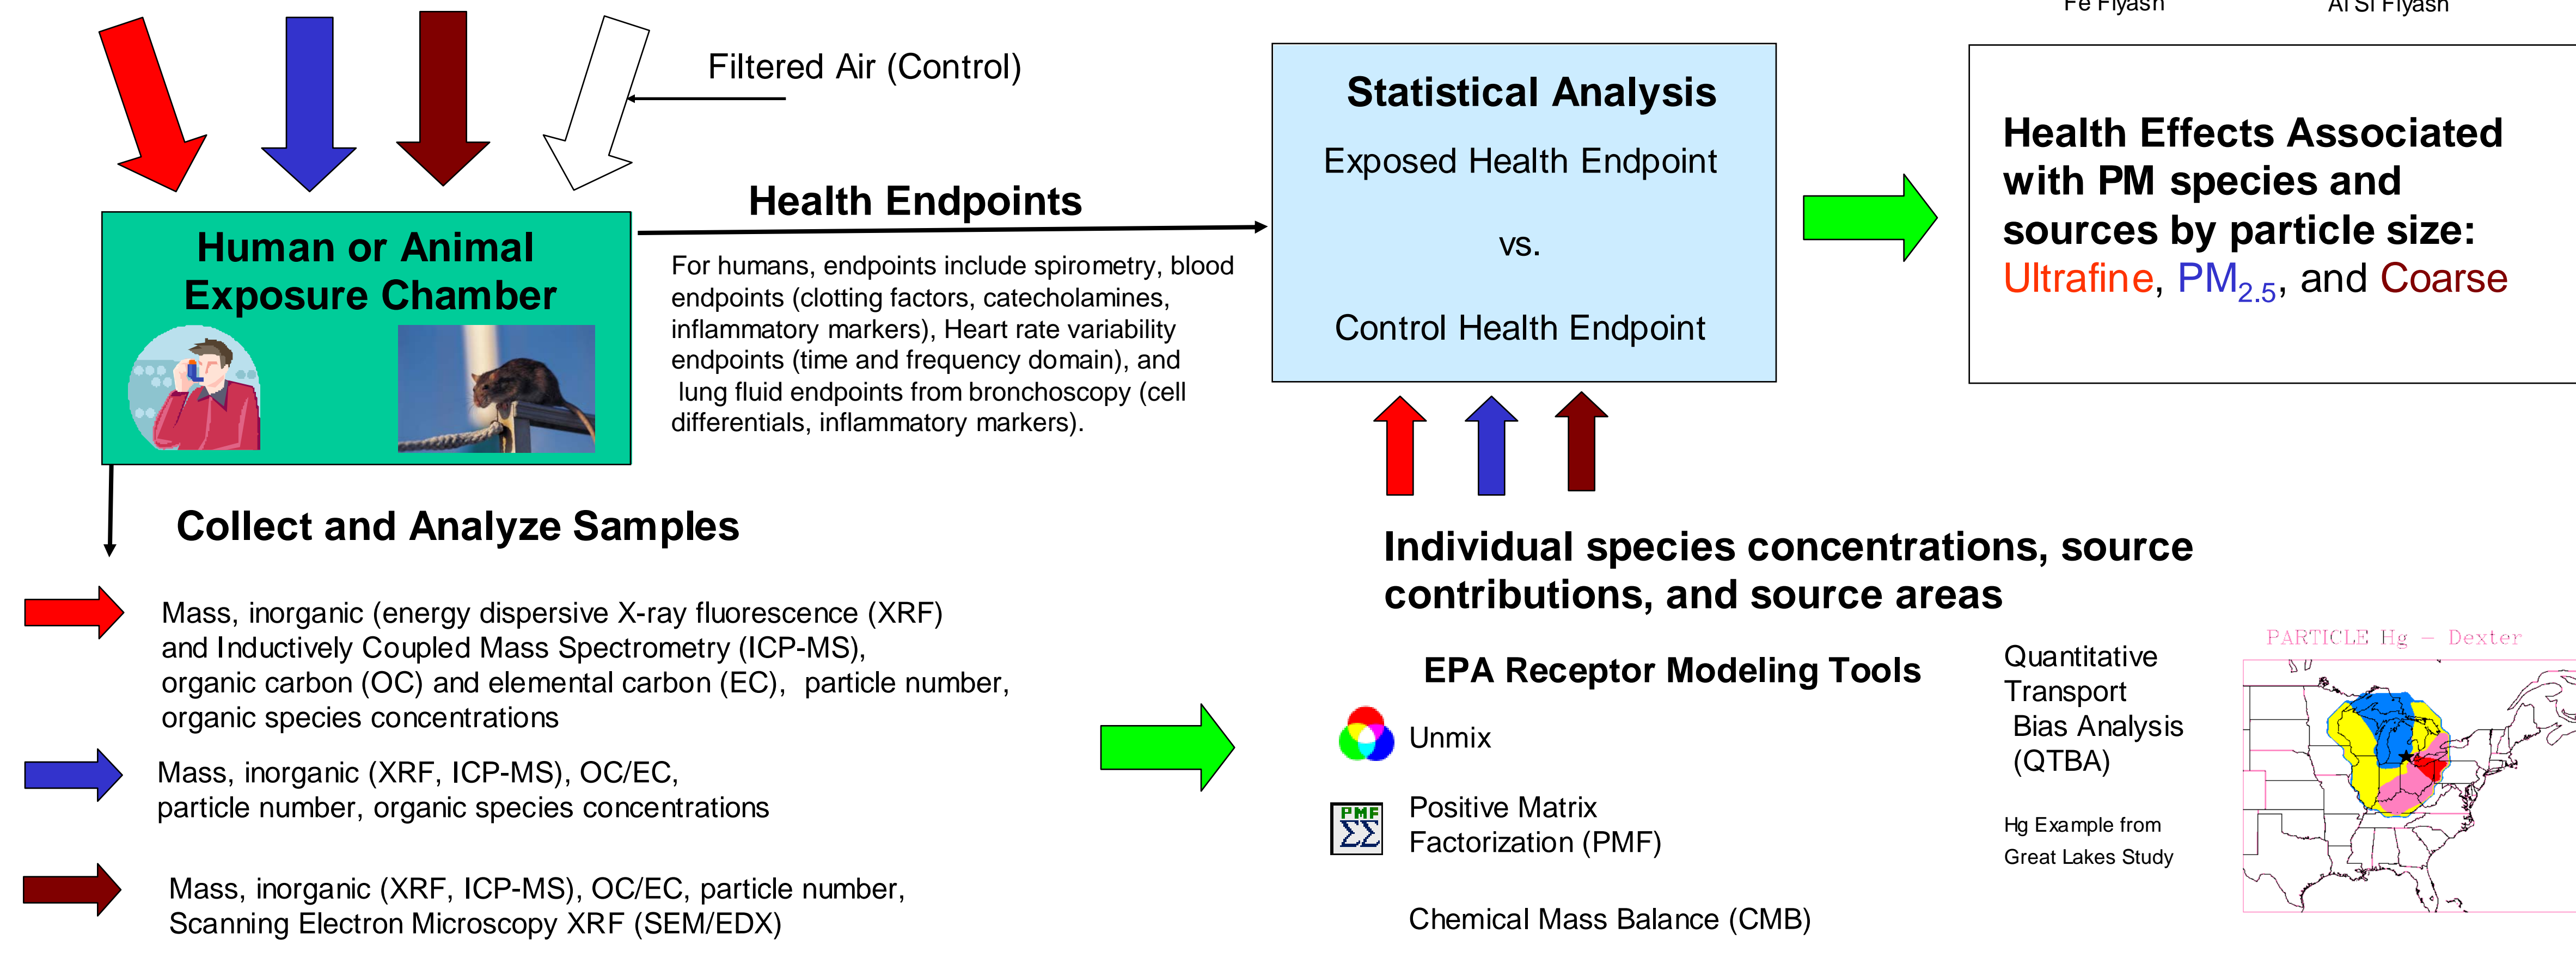 Fe Flyash
Al Si Flyash
Filtered Air (Control)
Human or Animal
Exposure Chamber
Health Endpoints
For humans, endpoints include spirometry, blood
endpoints (clotting factors, catecholamines,
inflammatory markers), Heart rate variability
endpoints (time and frequency domain), and
lung fluid endpoints from bronchoscopy (cell
differentials, inflammatory markers).
Statistical Analysis
Exposed Health Endpoint
vs.
Control Health Endpoint
Health Effects Associated
with PM species and
sources by particle size:
Ultrafine, PM2.5, and Coarse
Collect and Analyze Samples
Mass, inorganic (energy dispersive X-ray fluorescence (XRF)
and Inductively Coupled Mass Spectrometry (ICP-MS),
organic carbon (OC) and elemental carbon (EC), particle number,
organic species concentrations
Mass, inorganic (XRF, ICP-MS), OC/EC,
particle number, organic species concentrations
Mass, inorganic (XRF, ICP-MS), OC/EC, particle number,
Scanning Electron Microscopy XRF (SEM/EDX)
Individual species concentrations, source
contributions, and source areas
EPA Receptor Modeling Tools
Unmix
PMF
ΣΣ
Positive Matrix
Factorization (PMF)
Chemical Mass Balance (CMB)
Quantitative
Transport
Bias Analysis
(QTBA)
Hg Example from
Great Lakes Study
PARTICLE Hg – Dexter